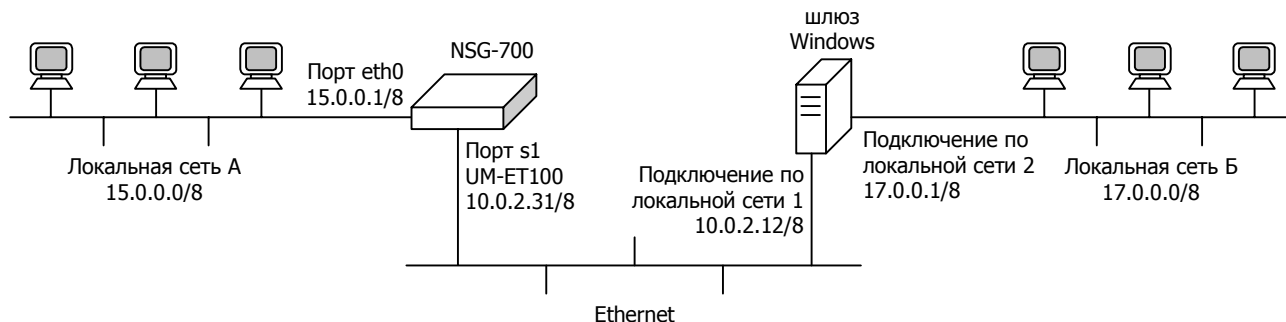 шлюз
Windows
NSG-700
Порт eth0
15.0.0.1/8
Локальная сеть А
15.0.0.0/8
Порт s1
UM-ET100
10.0.2.31/8
Подключение по
локальной сети 1
10.0.2.12/8
Подключение по
локальной сети 2
17.0.0.1/8
Локальная сеть Б
17.0.0.0/8
Ethernet